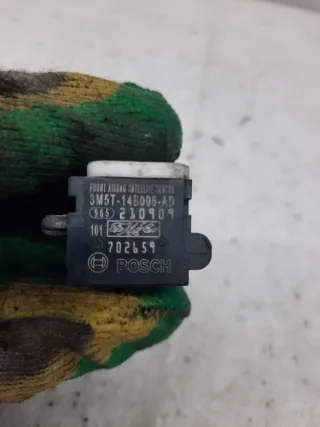 FRONT AIRBAG SATELLITE SENSOR
3M5T-14B006-AD
(965) 210909
101
702659
BOSCH